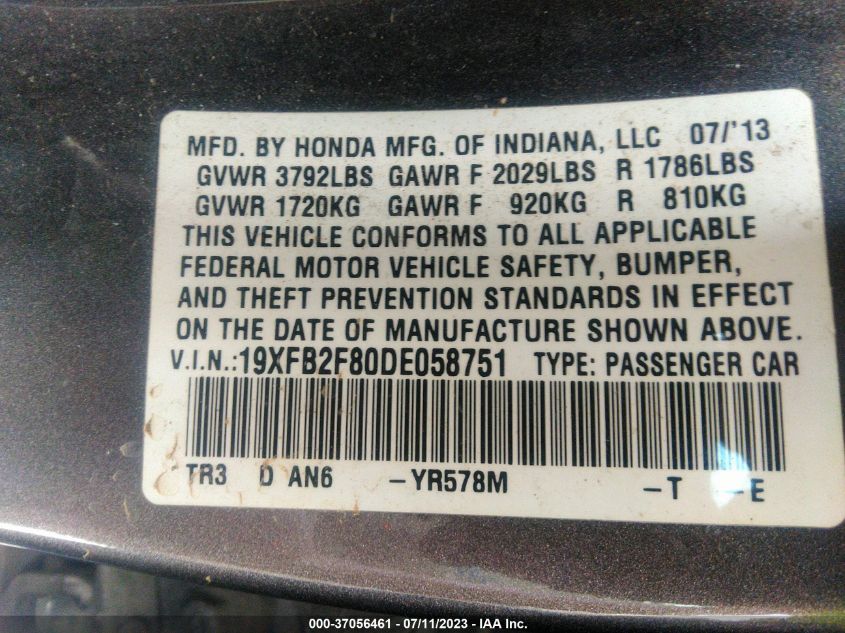 MFD. BY HONDA MFG. OF INDIANA, LLC 07/'13
GVWR 3792LBS GAWR F 2029LBS R 1786LBS
GVWR 1720KG GAWR F 920KG R 810KG
THIS VEHICLE CONFORMS TO ALL APPLICABLE
FEDERAL MOTOR VEHICLE SAFETY, BUMPER,
AND THEFT PREVENTION STANDARDS IN EFFECT
ON THE DATE OF MANUFACTURE SHOWN ABOVE.
V.I.N.:19XFB2F80DE058751 TYPE: PASSENGER CAR
TR3 D AN6 -YR578M -T -E
000-37056461 - 07/11/2023 - IAA Inc.